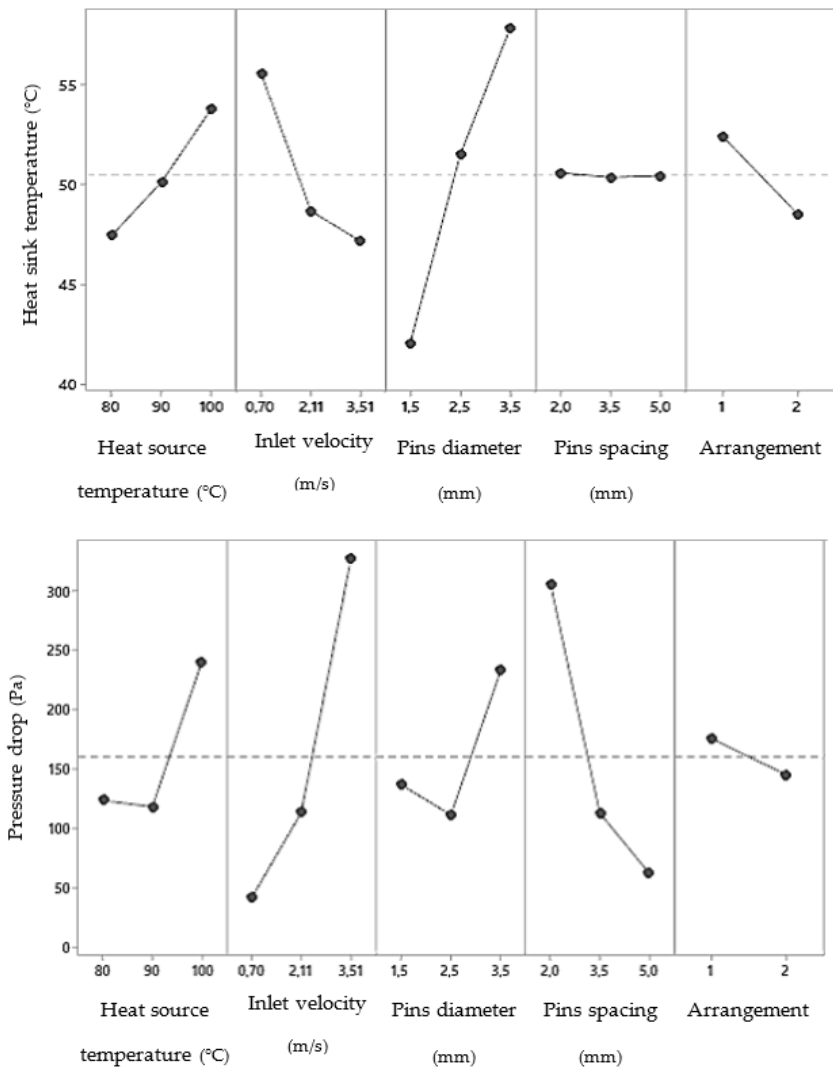 Heat sink temperature (°C)
55
50
45
40
80 90 100 0,70 2,11 3,51 1,5 2,5 3,5 2,0 3,5 5,0 1 2
Heat source Inlet velocity Pins diameter Pins spacing Arrangement
temperature (°C) (m/s) (mm) (mm)
Pressure drop (Pa)
300
250
200
150
100
50
0
80 90 100 0,70 2,11 3,51 1,5 2,5 3,5 2,0 3,5 5,0 1 2
Heat source Inlet velocity Pins diameter Pins spacing Arrangement
temperature (°C) (m/s) (mm) (mm)